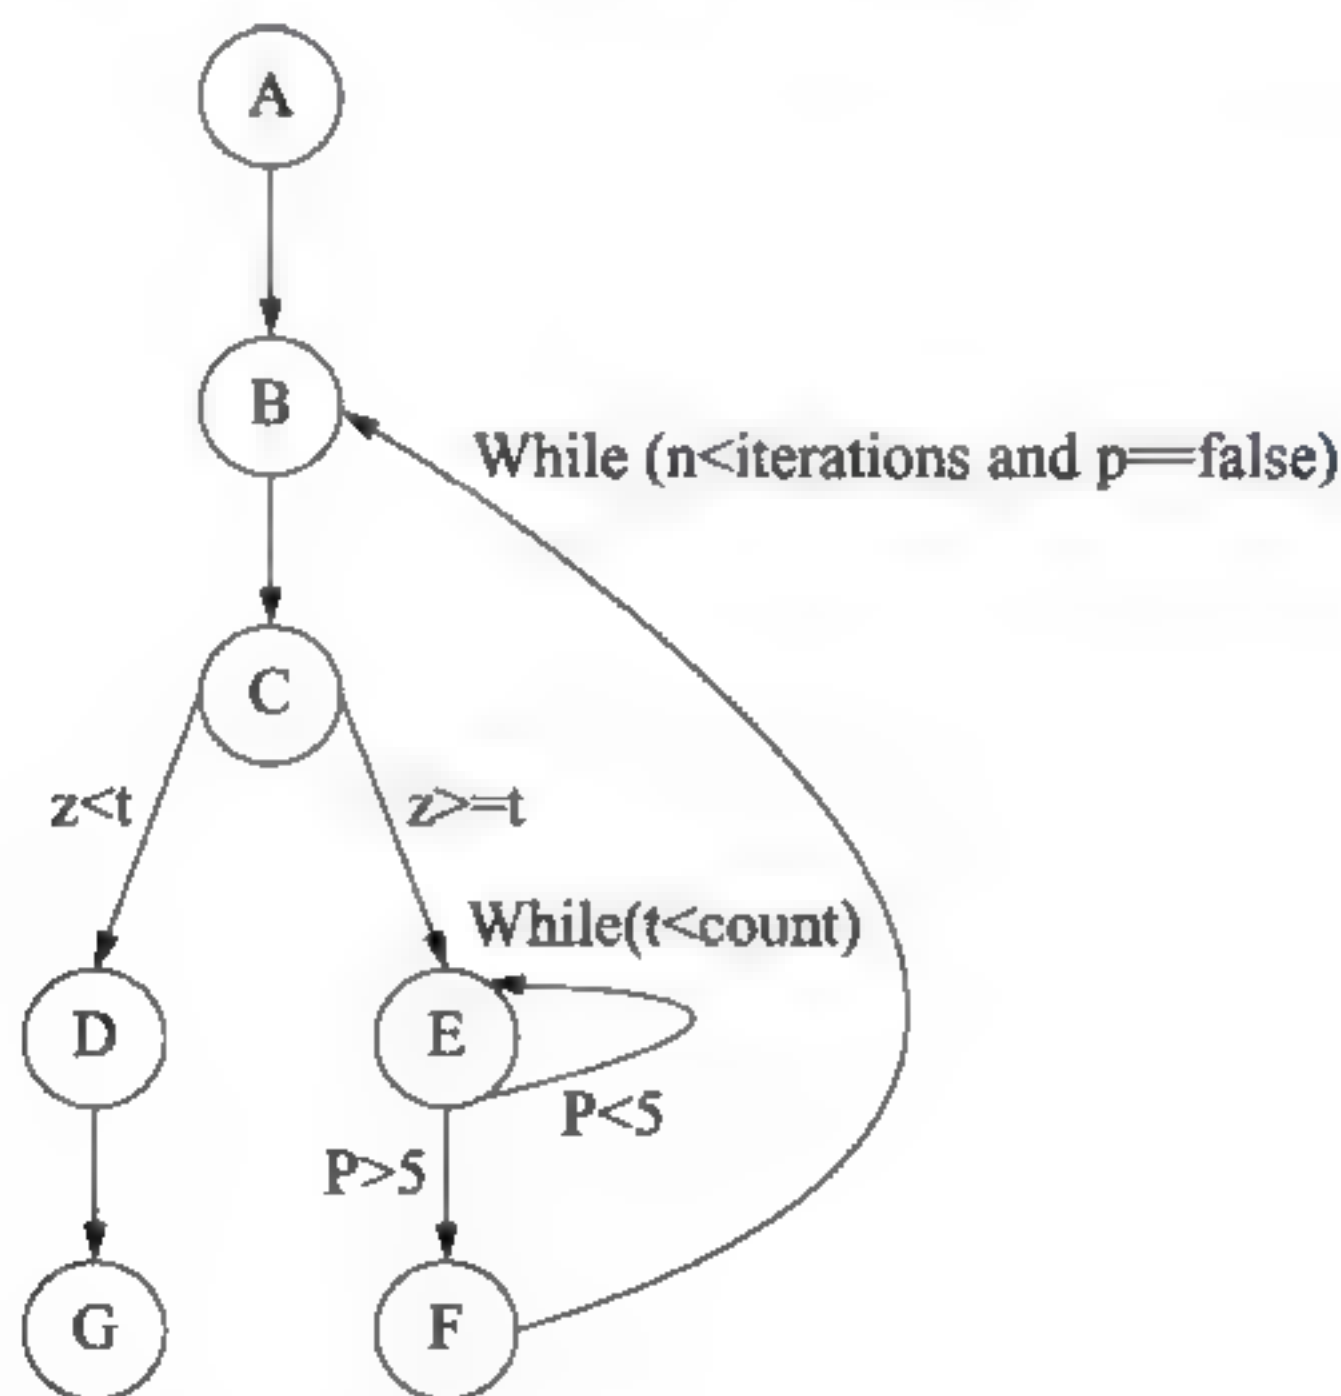 A
B
While (n<iterations and p==false)
C
z<t
z>=t
While(t<count)
D
E
P<5
P>5
G
F